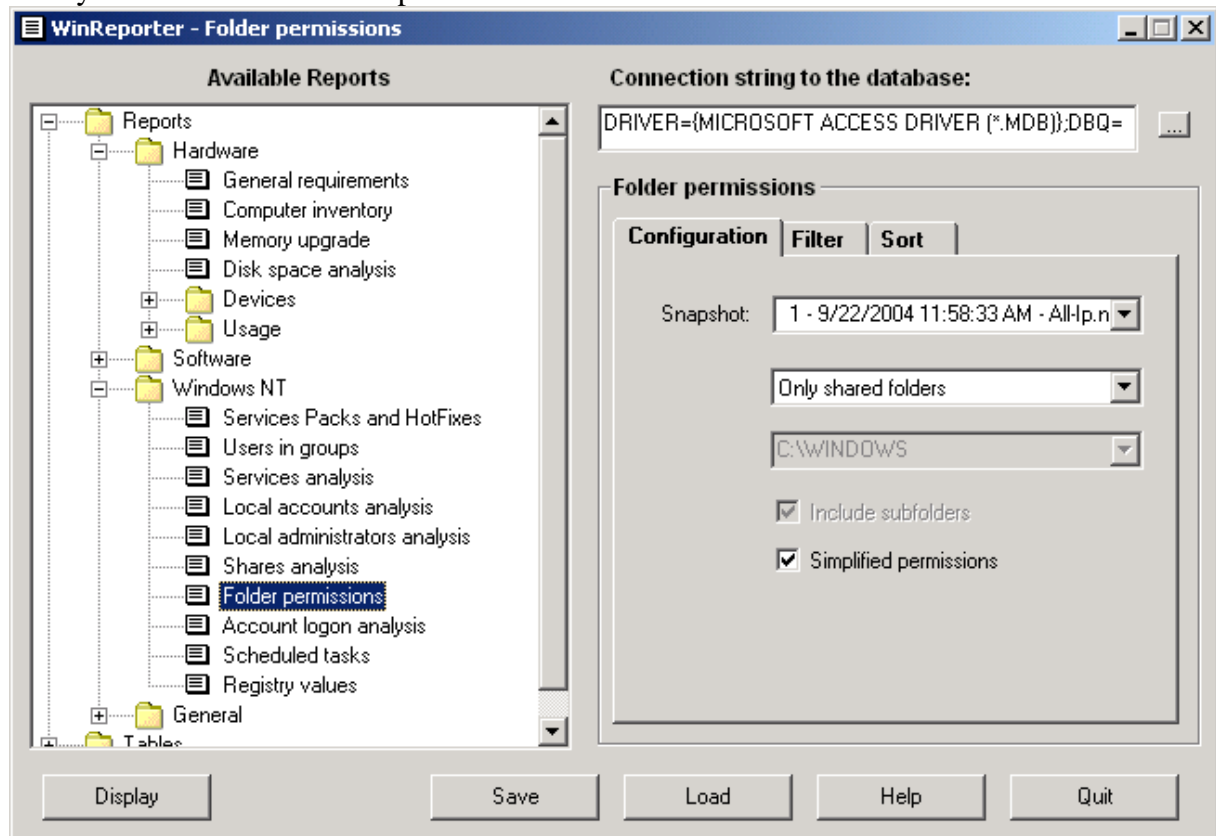 WinReporter - Folder permissions
Available Reports
Reports
Hardware
General requirements
Computer inventory
Memory upgrade
Disk space analysis
Devices
Usage
Software
Windows NT
Services Packs and HotFixes
Users in groups
Services analysis
Local accounts analysis
Local administrators analysis
Shares analysis
Folder permissions
Account logon analysis
Scheduled tasks
Registry values
General
Tables
Connection string to the database:
DRIVER={MICROSOFT ACCESS DRIVER (*.MDB)};DBQ=
...
Folder permissions
Configuration Filter Sort
Snapshot: 1 - 9/22/2004 11:58:33 AM - All-Ip.n
Only shared folders
C:\WINDOWS
Include subfolders
Simplified permissions
Display Save Load Help Quit